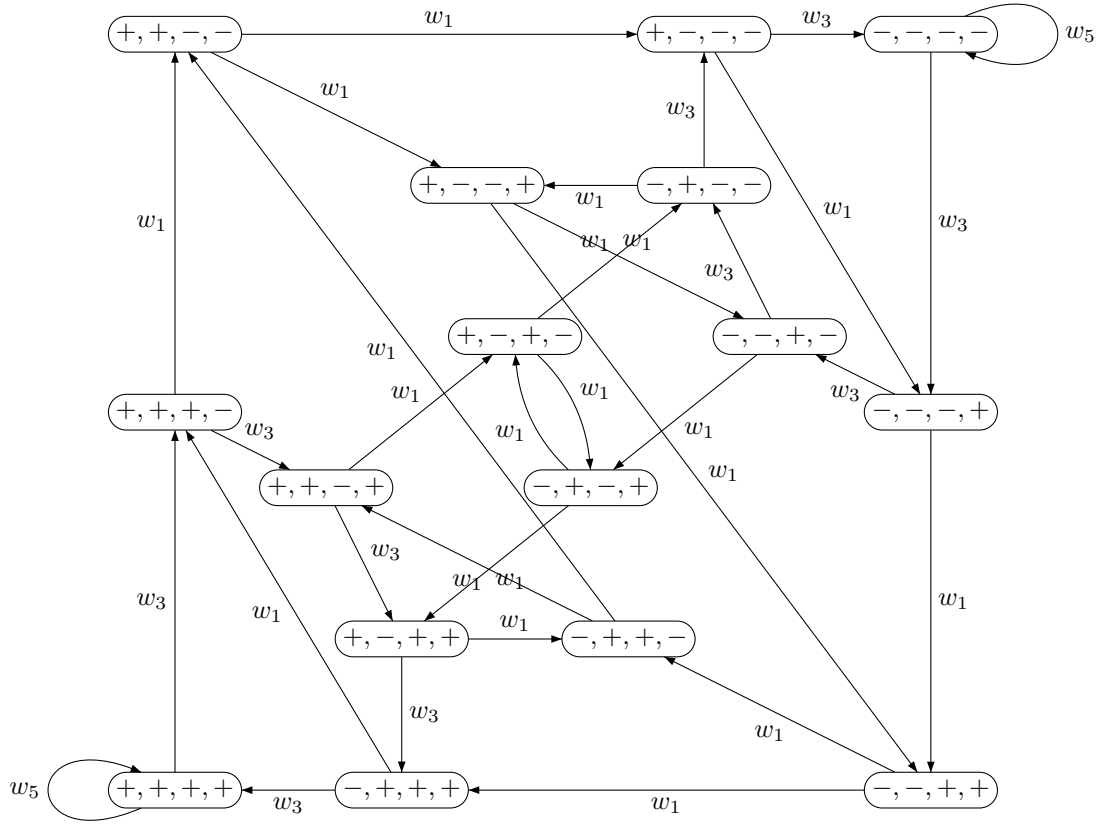 w₁
w₃
+, +, −, −
+, −, −, −
−, −, −, −
w₅
w₁
w₃
+, −, −, +
−, +, −, −
w₁
w₁
w₁
w₃
w₁ w₁
w₃
+, −, +, −
−, −, +, −
w₁
w₁
w₁
w₃
+, +, +, −
−, −, −, +
w₃
w₁
w₁
w₁
+, +, −, +
−, +, −, +
w₃
w₁ w₁
w₃
w₁
w₁
w₁
+, −, +, +
−, +, +, −
w₃
w₁
w₅
+, +, +, +
−, +, +, +
−, −, +, +
w₃
w₁